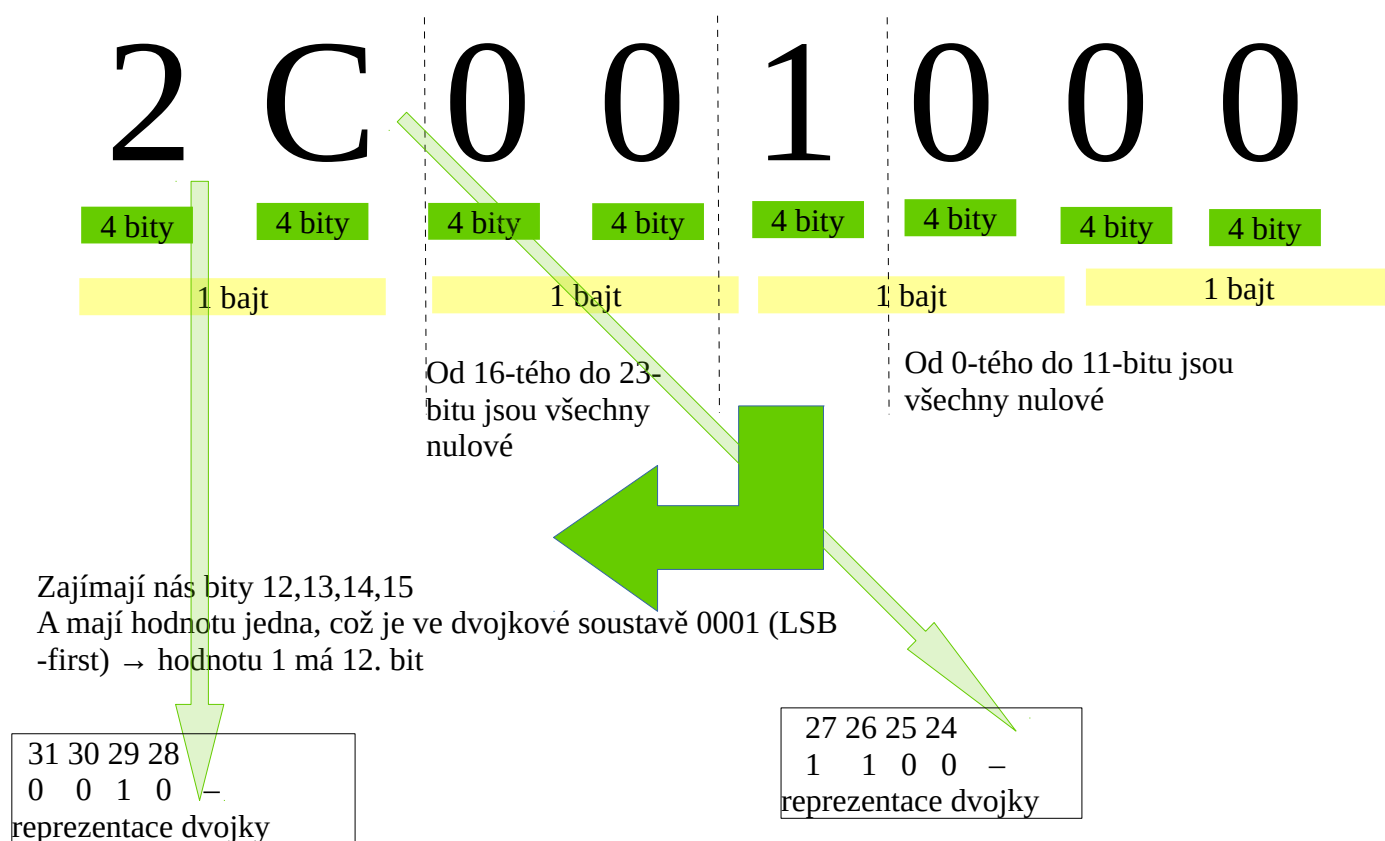 2 C 0 0 1 0 0 0
4 bity 4 bity 4 bity 4 bity 4 bity 4 bity 4 bity 4 bity
1 bajt 1 bajt 1 bajt 1 bajt
Od 16-tého do 23-
bitu jsou všechny
nulové
Od 0-tého do 11-bitu jsou
všechny nulové
Zajímají nás bity 12,13,14,15
A mají hodnotu jedna, což je ve dvojkové soustavě 0001 (LSB
-first) → hodnotu 1 má 12. bit
31 30 29 28
0 0 1 0 –
reprezentace dvojky
27 26 25 24
1 1 0 0 –
reprezentace dvojky